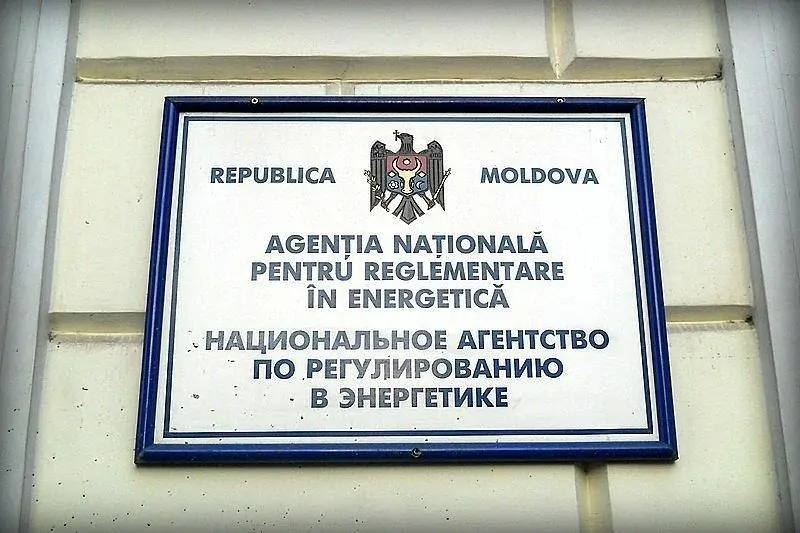 REPUBLICA MOLDOVA
AGENȚIA NAȚIONALĂ
PENTRU REGLEMENTARE
ÎN ENERGETICĂ
НАЦИОНАЛЬНОЕ АГЕНТСТВО
ПО РЕГУЛИРОВАНИЮ
В ЭНЕРГЕТИКЕ